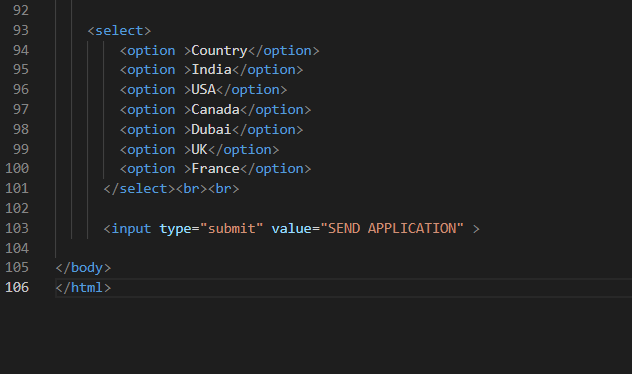 92
93 <select>
94 <option >Country</option>
95 <option >India</option>
96 <option >USA</option>
97 <option >Canada</option>
98 <option >Dubai</option>
99 <option >UK</option>
100 <option >France</option>
101 </select><br><br>
102
103 <input type="submit" value="SEND APPLICATION" >
104
105 </body>
106 </html>